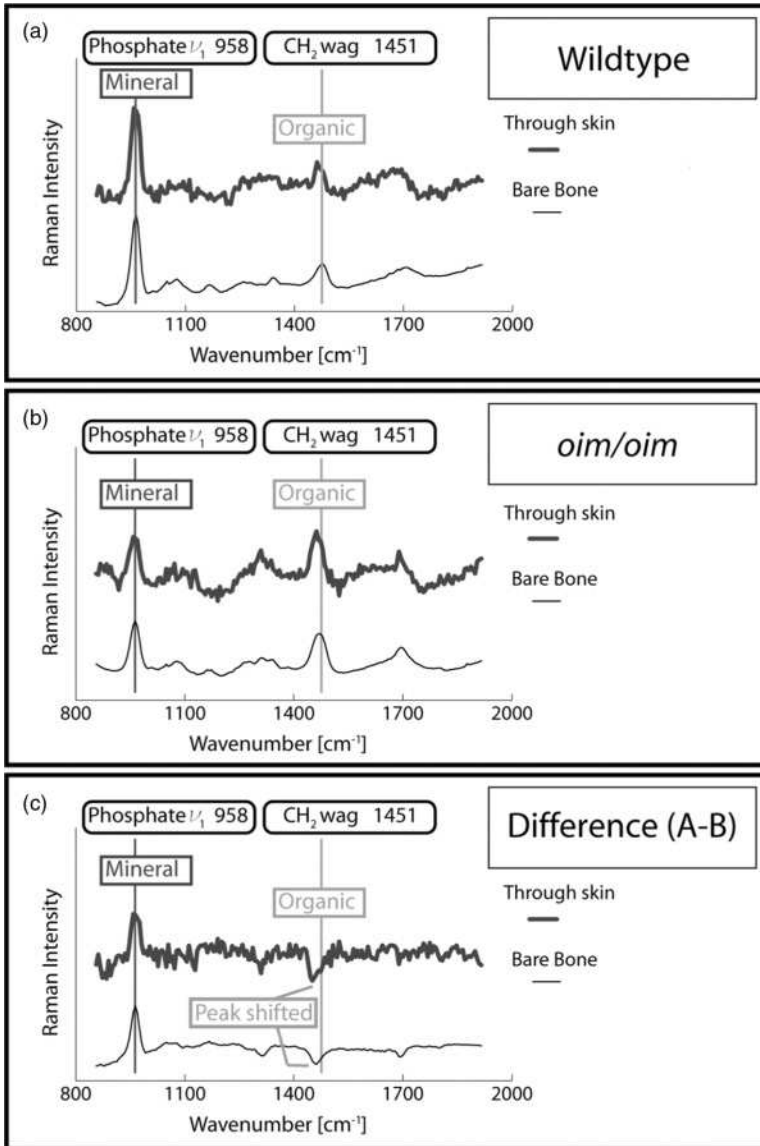 (a)
Phosphate ν₁ 958
CH₂ wag 1451
Wildtype
Mineral
Organic
Through skin
Bare Bone
Raman Intensity
800 1100 1400 1700 2000
Wavenumber [cm⁻¹]
(b)
Phosphate ν₁ 958
CH₂ wag 1451
oim/oim
Mineral
Organic
Through skin
Bare Bone
Raman Intensity
800 1100 1400 1700 2000
Wavenumber [cm⁻¹]
(c)
Phosphate ν₁ 958
CH₂ wag 1451
Difference (A-B)
Mineral
Organic
Through skin
Bare Bone
Peak shifted
Raman Intensity
800 1100 1400 1700 2000
Wavenumber [cm⁻¹]